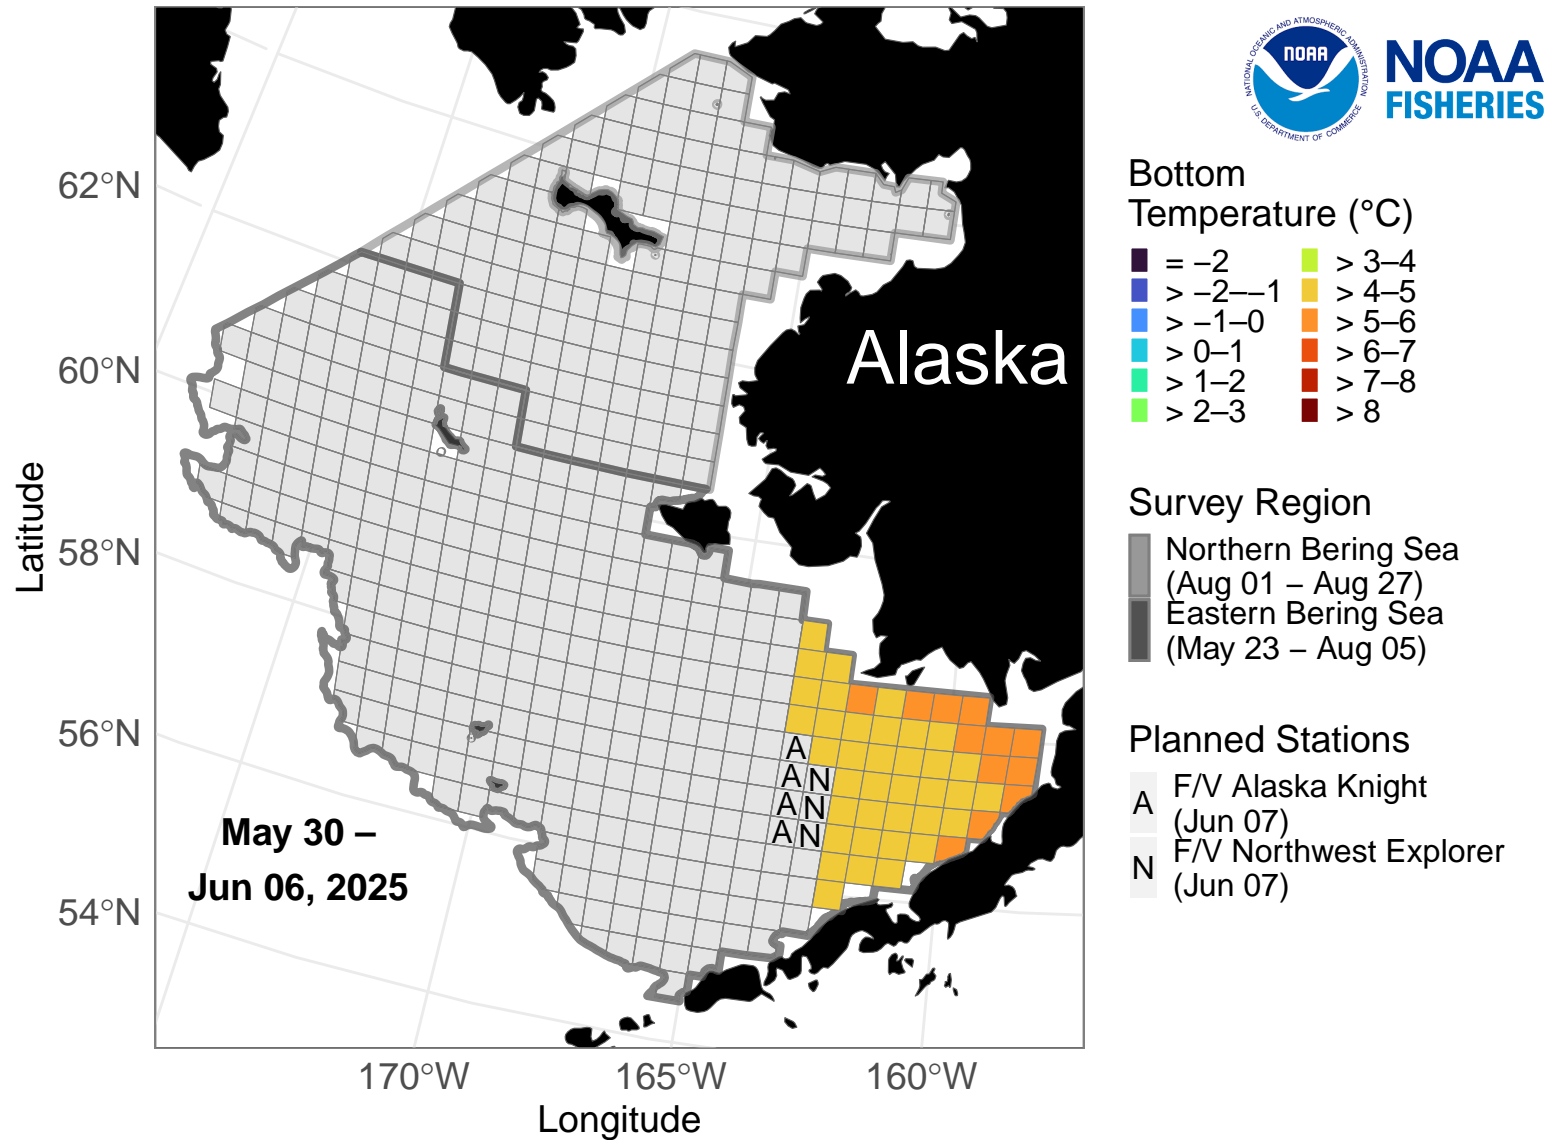 NATIONAL OCEANIC AND ATMOSPHERIC ADMINISTRATION
U.S. DEPARTMENT OF COMMERCE
NOAA
NOAA
FISHERIES
Bottom
Temperature (°C)
= −2
> −2–−1
> −1–0
> 0–1
> 1–2
> 2–3
> 3–4
> 4–5
> 5–6
> 6–7
> 7–8
> 8
Survey Region
Northern Bering Sea
(Aug 01 – Aug 27)
Eastern Bering Sea
(May 23 – Aug 05)
Planned Stations
A F/V Alaska Knight
(Jun 07)
N F/V Northwest Explorer
(Jun 07)
Alaska
A
A N
A N
A N
May 30 –
Jun 06, 2025
62°N
60°N
58°N
56°N
54°N
Latitude
170°W 165°W 160°W
Longitude